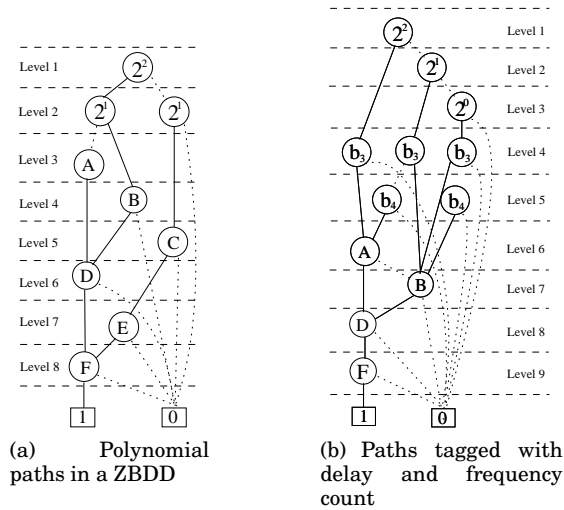 Level 1
2²
Level 2
2¹
2¹
Level 3
A
Level 4
B
Level 5
C
Level 6
D
Level 7
E
Level 8
F
1
0
(a) Polynomial
paths in a ZBDD
2²
Level 1
2¹
Level 2
2⁰
Level 3
b₃
b₃
b₃
Level 4
b₄
b₄
Level 5
A
Level 6
B
Level 7
D
Level 8
F
Level 9
1
0
(b) Paths tagged with
delay and frequency
count